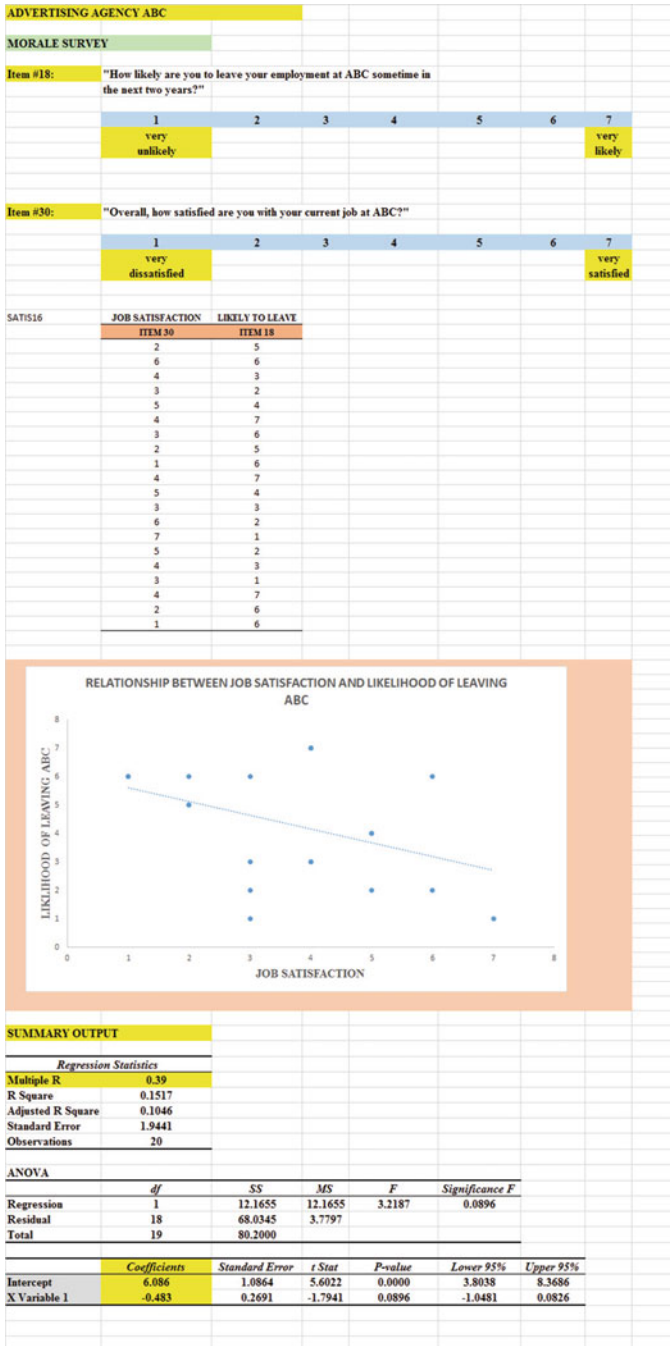 ADVERTISING AGENCY ABC
MORALE SURVEY
Item #18: "How likely are you to leave your employment at ABC sometime in
the next two years?"
1 2 3 4 5 6 7
very very
unlikely likely
Item #30: "Overall, how satisfied are you with your current job at ABC?"
1 2 3 4 5 6 7
very very
dissatisfied satisfied
SATIS16 JOB SATISFACTION LIKELY TO LEAVE
ITEM 30 ITEM 18
2 5
6 6
4 3
3 2
5 4
4 7
3 6
2 5
1 6
4 7
5 4
3 3
6 2
7 1
5 2
4 3
3 1
4 7
2 6
1 6
RELATIONSHIP BETWEEN JOB SATISFACTION AND LIKELIHOOD OF LEAVING
ABC
LIKLIHOOD OF LEAVING ABC
8
7
6
5
4
3
2
1
0
0 1 2 3 4 5 6 7 8
JOB SATISFACTION
SUMMARY OUTPUT
Regression Statistics
Multiple R 0.39
R Square 0.1517
Adjusted R Square 0.1046
Standard Error 1.9441
Observations 20
ANOVA
df SS MS F Significance F
Regression 1 12.1655 12.1655 3.2187 0.0896
Residual 18 68.0345 3.7797
Total 19 80.2000
Coefficients Standard Error t Stat P-value Lower 95% Upper 95%
Intercept 6.086 1.0864 5.6022 0.0000 3.8038 8.3686
X Variable 1 -0.483 0.2691 -1.7941 0.0896 -1.0481 0.0826